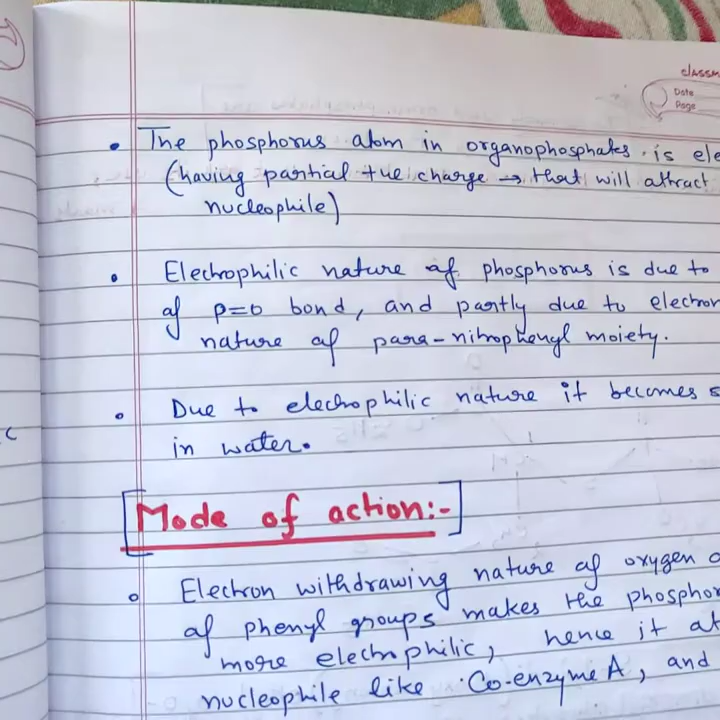 classm
Date
Page
• The phosphorus atom in organophosphates is ele
(having partial +ve charge → that will attract
nucleophile)
• Electrophilic nature of phosphorus is due to
of P=O bond, and partly due to electron
nature of para-nitrophenyl moiety.
• Due to electrophilic nature it becomes s
in water.
C
[Mode of action:-]
• Electron withdrawing nature of oxygen a
of phenyl groups makes the phosphor
more electrophilic, hence it at
nucleophile like Co-enzyme A, and